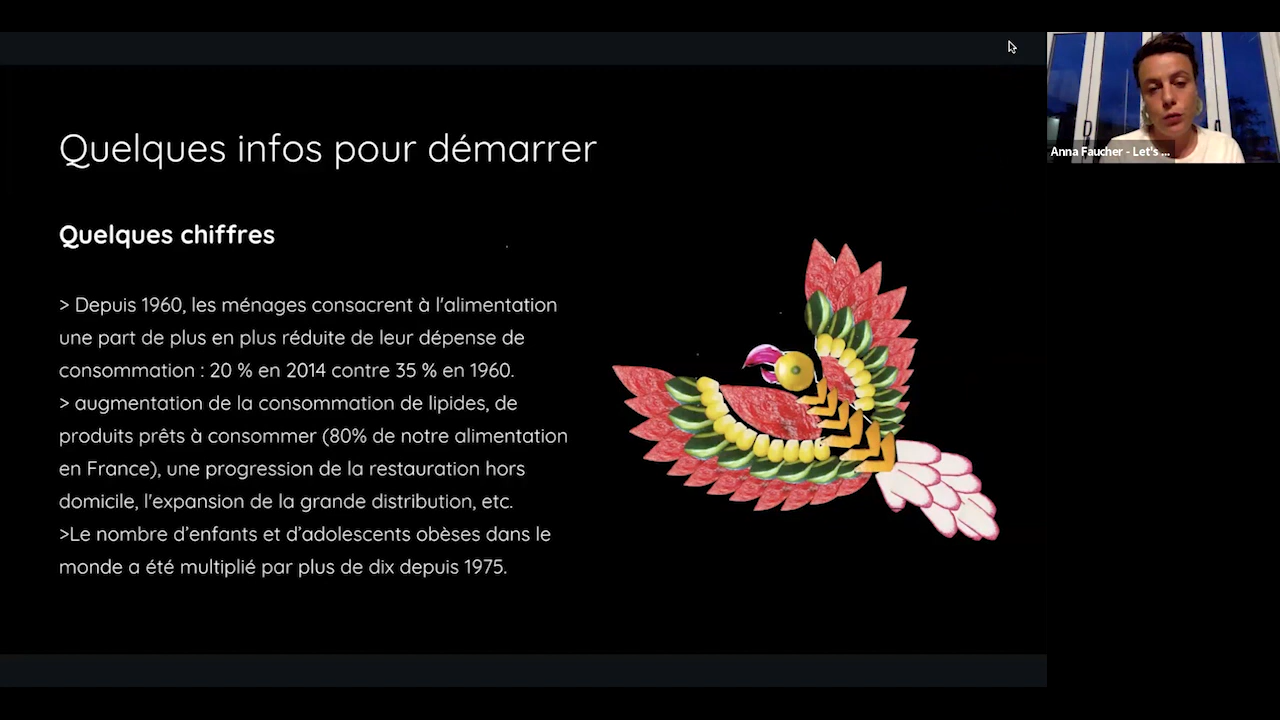 Quelques infos pour démarrer
Quelques chiffres
> Depuis 1960, les ménages consacrent à l'alimentation
une part de plus en plus réduite de leur dépense de
consommation : 20 % en 2014 contre 35 % en 1960.
> augmentation de la consommation de lipides, de
produits prêts à consommer (80% de notre alimentation
en France), une progression de la restauration hors
domicile, l'expansion de la grande distribution, etc.
>Le nombre d’enfants et d’adolescents obèses dans le
monde a été multiplié par plus de dix depuis 1975.
Anna Faucher - Let's ...